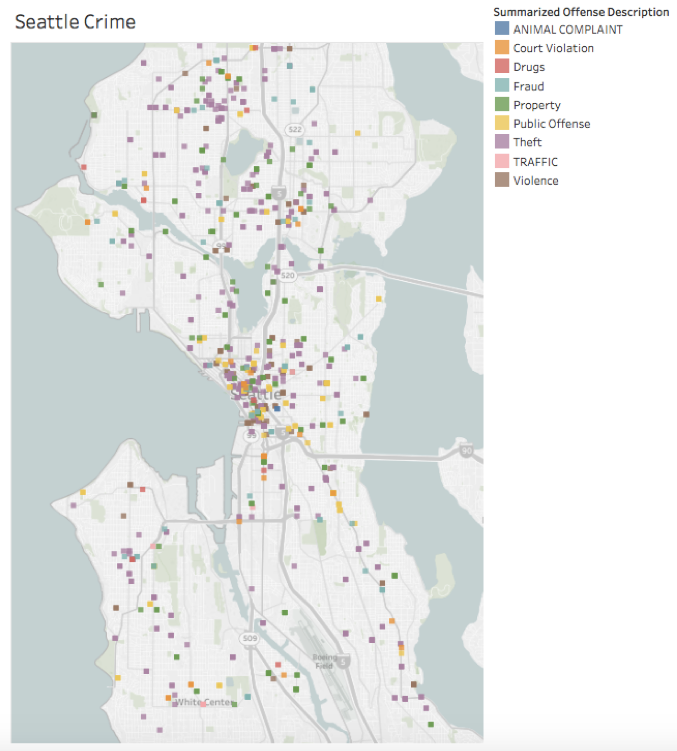 Seattle Crime
Summarized Offense Description
ANIMAL COMPLAINT
Court Violation
Drugs
Fraud
Property
Public Offense
Theft
TRAFFIC
Violence
522
5
99
520
Seattle
99
90
509
Boeing
Field
5
White Center